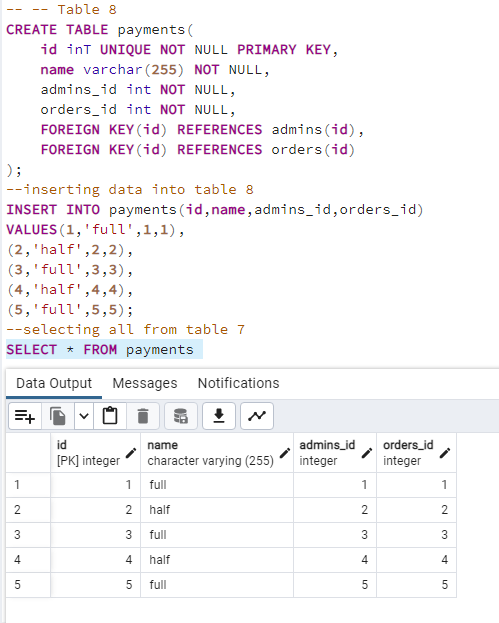 -- -- Table 8
CREATE TABLE payments(
id inT UNIQUE NOT NULL PRIMARY KEY,
name varchar(255) NOT NULL,
admins_id int NOT NULL,
orders_id int NOT NULL,
FOREIGN KEY(id) REFERENCES admins(id),
FOREIGN KEY(id) REFERENCES orders(id)
);
--inserting data into table 8
INSERT INTO payments(id,name,admins_id,orders_id)
VALUES(1,'full',1,1),
(2,'half',2,2),
(3,'full',3,3),
(4,'half',4,4),
(5,'full',5,5);
--selecting all from table 7
SELECT * FROM payments
Data Output Messages Notifications
id name admins_id orders_id
[PK] integer character varying (255) integer integer
1 1 full 1 1
2 2 half 2 2
3 3 full 3 3
4 4 half 4 4
5 5 full 5 5